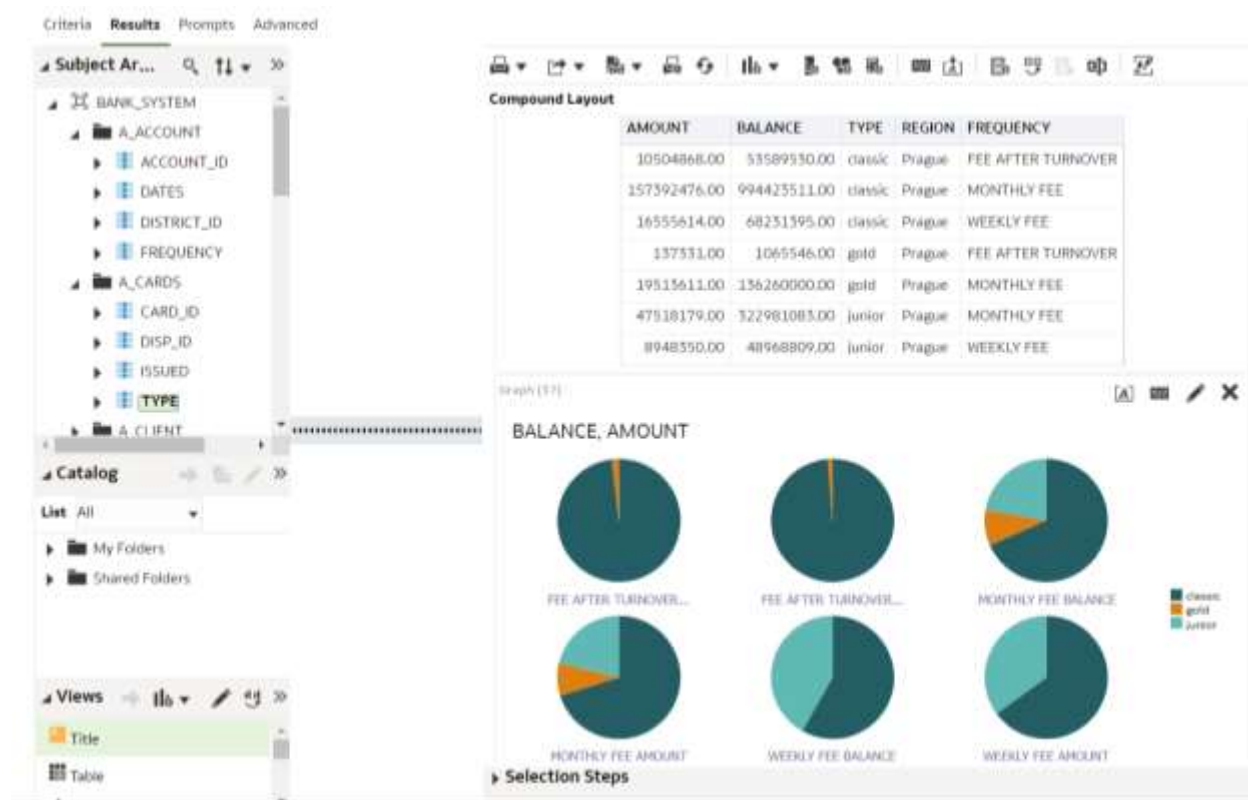 Criteria Results Prompts Advanced
Subject Ar...
BANK_SYSTEM
A_ACCOUNT
ACCOUNT_ID
DATES
DISTRICT_ID
FREQUENCY
A_CARDS
CARD_ID
DISP_ID
ISSUED
TYPE
A_CLIENT
Catalog
List All
My Folders
Shared Folders
Views
Title
Table
Compound Layout
AMOUNT BALANCE TYPE REGION FREQUENCY
10504868.00 53589530.00 classic Prague FEE AFTER TURNOVER
157392476.00 994423511.00 classic Prague MONTHLY FEE
16555614.00 68231395.00 classic Prague WEEKLY FEE
137331.00 1065546.00 gold Prague FEE AFTER TURNOVER
19513611.00 136260000.00 gold Prague MONTHLY FEE
47518179.00 322981083.00 junior Prague MONTHLY FEE
8948350.00 48968809.00 junior Prague WEEKLY FEE
BALANCE, AMOUNT
FEE AFTER TURNOVER... FEE AFTER TURNOVER... MONTHLY FEE BALANCE
classic
gold
junior
MONTHLY FEE AMOUNT WEEKLY FEE BALANCE WEEKLY FEE AMOUNT
Selection Steps